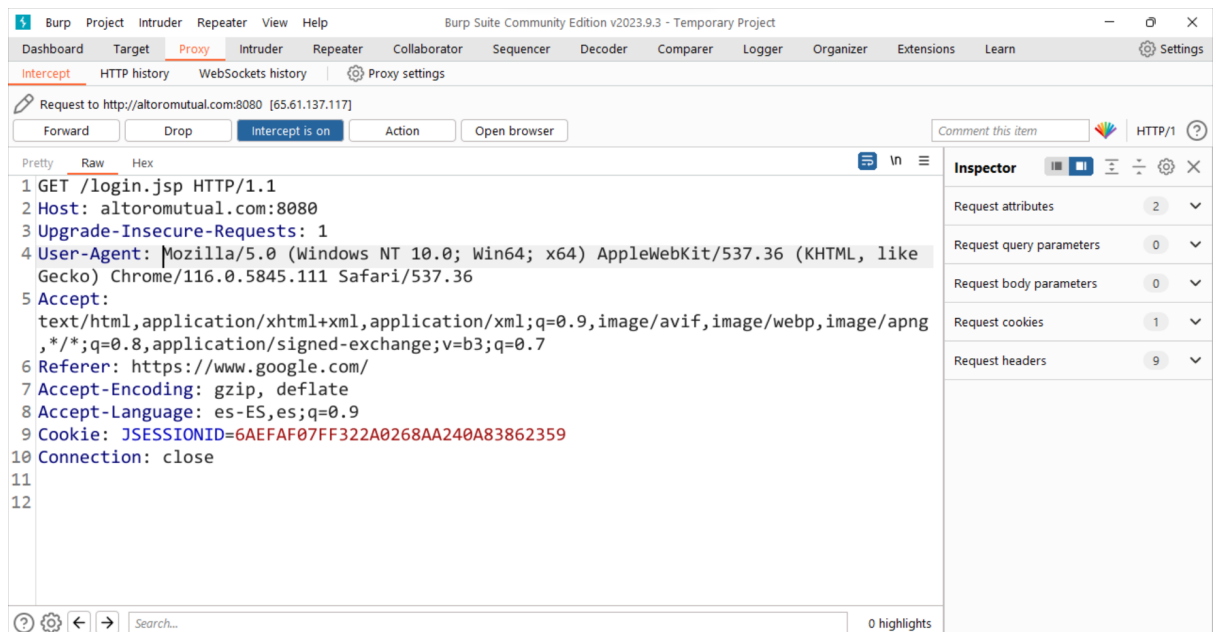 Burp Project Intruder Repeater View Help Burp Suite Community Edition v2023.9.3 - Temporary Project
Dashboard Target Proxy Intruder Repeater Collaborator Sequencer Decoder Comparer Logger Organizer Extensions Learn Settings
Intercept HTTP history WebSockets history Proxy settings
Request to http://altoromutual.com:8080 [65.61.137.117]
Forward Drop Intercept is on Action Open browser Comment this item HTTP/1 ?
Pretty Raw Hex \n
1 GET /login.jsp HTTP/1.1
2 Host: altoromutual.com:8080
3 Upgrade-Insecure-Requests: 1
4 User-Agent: Mozilla/5.0 (Windows NT 10.0; Win64; x64) AppleWebKit/537.36 (KHTML, like
Gecko) Chrome/116.0.5845.111 Safari/537.36
5 Accept:
text/html,application/xhtml+xml,application/xml;q=0.9,image/avif,image/webp,image/apng
,*/*;q=0.8,application/signed-exchange;v=b3;q=0.7
6 Referer: https://www.google.com/
7 Accept-Encoding: gzip, deflate
8 Accept-Language: es-ES,es;q=0.9
9 Cookie: JSESSIONID=6AEFAF07FF322A0268AA240A83862359
10 Connection: close
11
12
Inspector
Request attributes 2
Request query parameters 0
Request body parameters 0
Request cookies 1
Request headers 9
? Search... 0 highlights